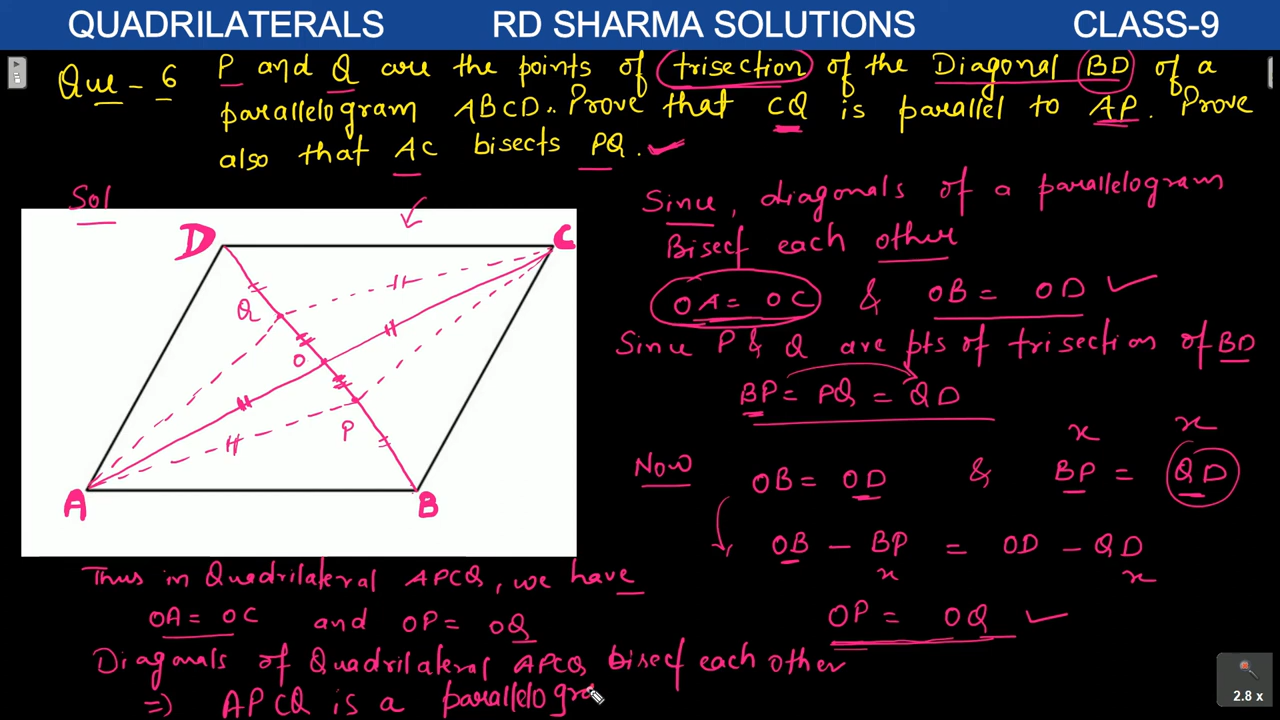 QUADRILATERALS RD SHARMA SOLUTIONS CLASS-9
Que - 6 P and Q are the points of trisection of the Diagonal BD of a
parallelogram ABCD.. Prove that CQ is parallel to AP. Prove
also that AC bisects PQ.
Sol
D C
Q
O
P
A B
Since, diagonals of a parallelogram
Bisect each other
OA = OC & OB = OD
Since P & Q are pts of trisection of BD
BP = PQ = QD
x x
Now OB = OD & BP = QD
OB - BP = OD - QD
x x
OP = OQ
Thus in Quadrilateral APCQ, we have
OA = OC and OP = OQ
Diagonals of Quadrilateral APCQ bisect each other
=> APCQ is a parallelogra
2.8 x